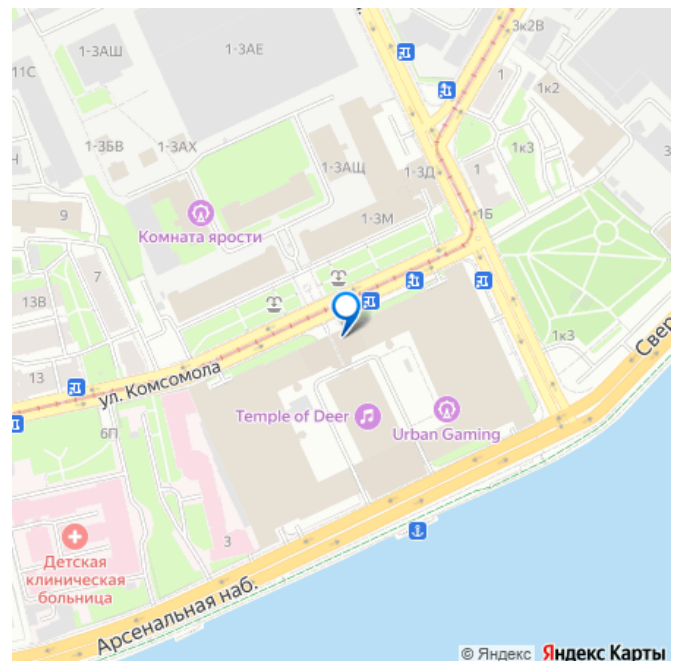 3к2В
1-3АШ
1-3АЕ
11С
1
1к2
1-3БВ
1-3АХ
1к3
1-3АЩ
1-3Д
1
9
Комната ярости
1-3М
1Б
7
13В
1к3
Свер
13
ул. Комсомола
Temple of Deer
Urban Gaming
6П
3
Детская
клиническая
больница
Арсенальная наб.
© Яндекс Яндекс Карты